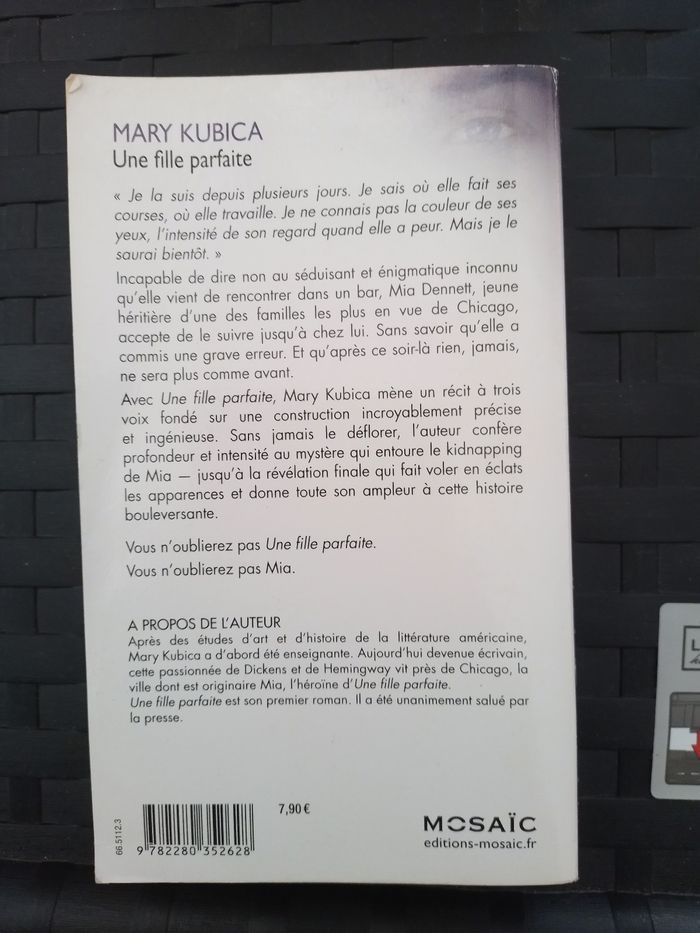 MARY KUBICA
Une fille parfaite
« Je la suis depuis plusieurs jours. Je sais où elle fait ses
courses, où elle travaille. Je ne connais pas la couleur de ses
yeux, l'intensité de son regard quand elle a peur. Mais je le
saurai bientôt. »
Incapable de dire non au séduisant et énigmatique inconnu
qu'elle vient de rencontrer dans un bar, Mia Dennett, jeune
héritière d'une des familles les plus en vue de Chicago,
accepte de le suivre jusqu'à chez lui. Sans savoir qu'elle a
commis une grave erreur. Et qu'après ce soir-là rien, jamais,
ne sera plus comme avant.
Avec Une fille parfaite, Mary Kubica mène un récit à trois
voix fondé sur une construction incroyablement précise
et ingénieuse. Sans jamais le déflorer, l'auteur confère
profondeur et intensité au mystère qui entoure le kidnapping
de Mia — jusqu'à la révélation finale qui fait voler en éclats
les apparences et donne toute son ampleur à cette histoire
bouleversante.
Vous n'oublierez pas Une fille parfaite.
Vous n'oublierez pas Mia.
A PROPOS DE L'AUTEUR
Après des études d'art et d'histoire de la littérature américaine,
Mary Kubica a d'abord été enseignante. Aujourd'hui devenue écrivain,
cette passionnée de Dickens et de Hemingway vit près de Chicago, la
ville dont est originaire Mia, l'héroïne d'Une fille parfaite.
Une fille parfaite est son premier roman. Il a été unanimement salué par
la presse.
66.5112.3
9 782280 352628
7,90 €
MOSAÏC
editions-mosaic.fr